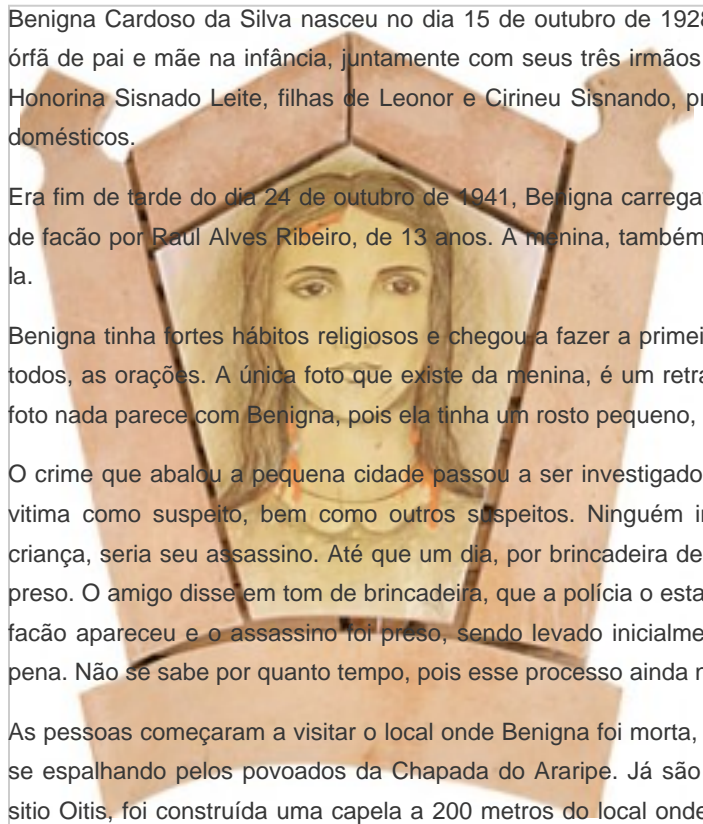 Benigna Cardoso da Silva nasceu no dia 15 de outubro de 1928
órfã de pai e mãe na infância, juntamente com seus três irmãos
Honorina Sisnado Leite, filhas de Leonor e Cirineu Sisnando, pr
domésticos.
Era fim de tarde do dia 24 de outubro de 1941, Benigna carrega
de facão por Raul Alves Ribeiro, de 13 anos. A menina, também
la.
Benigna tinha fortes hábitos religiosos e chegou a fazer a primei
todos, as orações. A única foto que existe da menina, é um retra
foto nada parece com Benigna, pois ela tinha um rosto pequeno,
O crime que abalou a pequena cidade passou a ser investigado
vitima como suspeito, bem como outros suspeitos. Ninguém i
criança, seria seu assassino. Até que um dia, por brincadeira de
preso. O amigo disse em tom de brincadeira, que a polícia o esta
facão apareceu e o assassino foi preso, sendo levado inicialme
pena. Não se sabe por quanto tempo, pois esse processo ainda n
As pessoas começaram a visitar o local onde Benigna foi morta,
se espalhando pelos povoados da Chapada do Araripe. Já são
sitio Oitis, foi construída uma capela a 200 metros do local onde